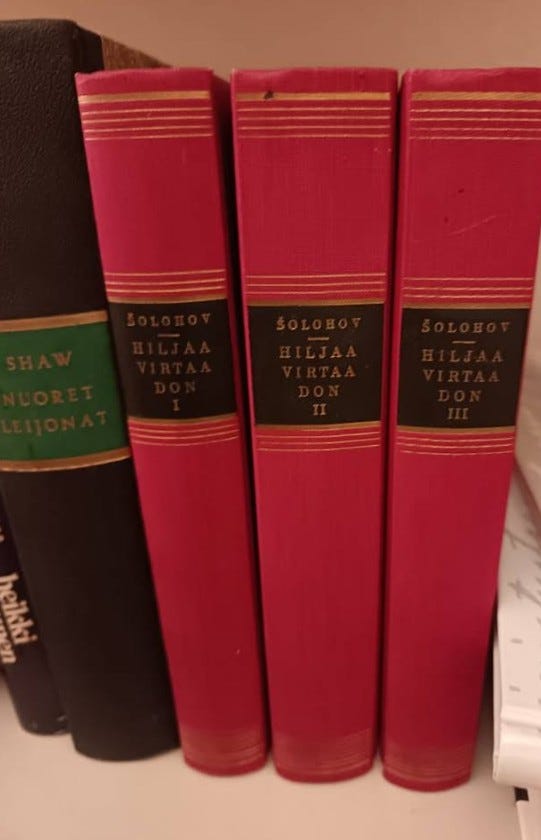 SHAW
NUORET
LEIJONAT
heikki
ŠOLOHOV
HILJAA
VIRTAA
DON
I
ŠOLOHOV
HILJAA
VIRTAA
DON
II
ŠOLOHOV
HILJAA
VIRTAA
DON
III